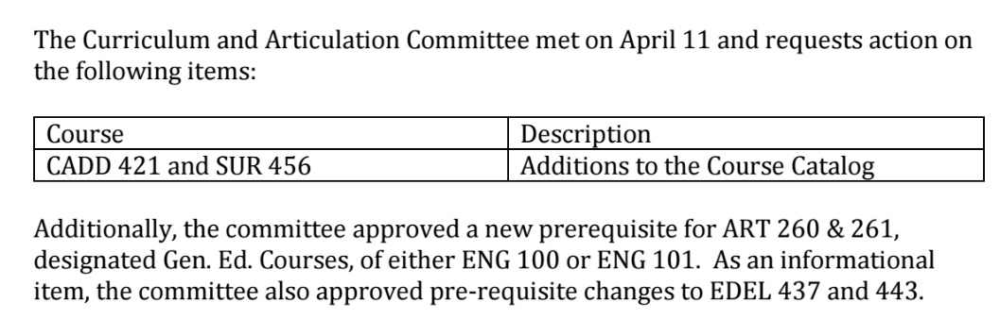 The Curriculum and Articulation Committee met on April 11 and requests action on
the following items:
Course Description
CADD 421 and SUR 456 Additions to the Course Catalog
Additionally, the committee approved a new prerequisite for ART 260 & 261,
designated Gen. Ed. Courses, of either ENG 100 or ENG 101.  As an informational
item, the committee also approved pre-requisite changes to EDEL 437 and 443.